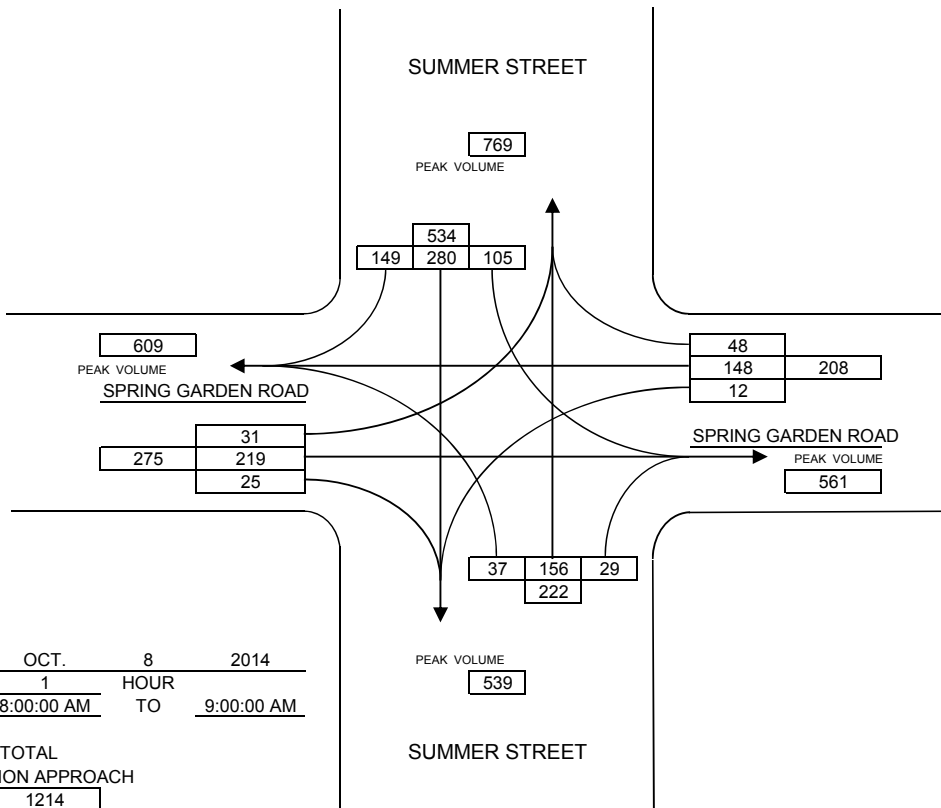 SUMMER STREET
769
PEAK VOLUME
534
149 280 105
609
PEAK VOLUME
SPRING GARDEN ROAD
48
148 208
12
31
275 219
25
SPRING GARDEN ROAD
PEAK VOLUME
561
37 156 29
222
PEAK VOLUME
539
OCT. 8 2014
1 HOUR
8:00:00 AM TO 9:00:00 AM
TOTAL
ION APPROACH
1214
SUMMER STREET